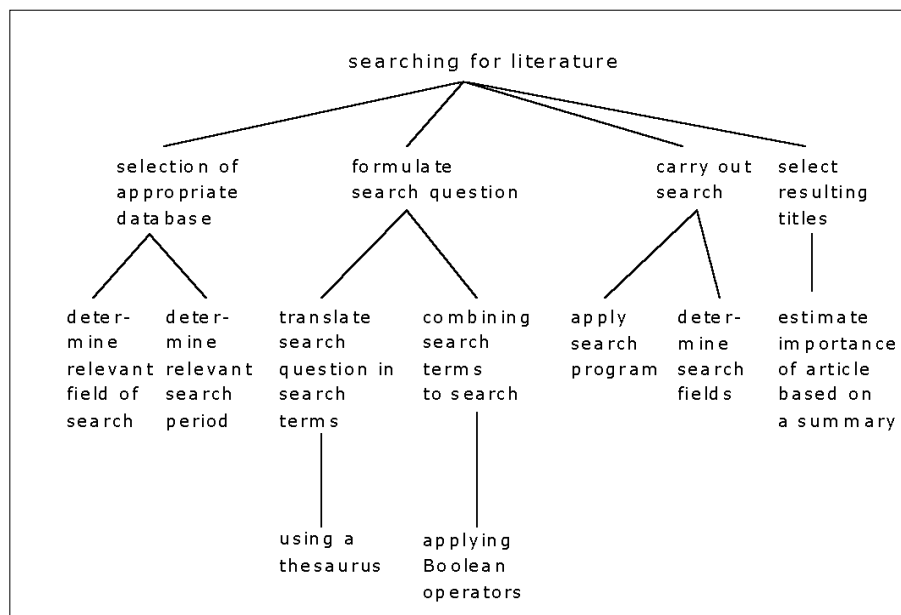 searching for literature
selection of
appropriate
database
formulate
search question
carry out
search
select
resulting
titles
deter-
mine
relevant
field of
search
deter-
mine
relevant
search
period
translate
search
question in
search
terms
combining
search
terms
to search
apply
search
program
deter-
mine
search
fields
estimate
importance
of article
based on
a summary
using a
thesaurus
applying
Boolean
operators